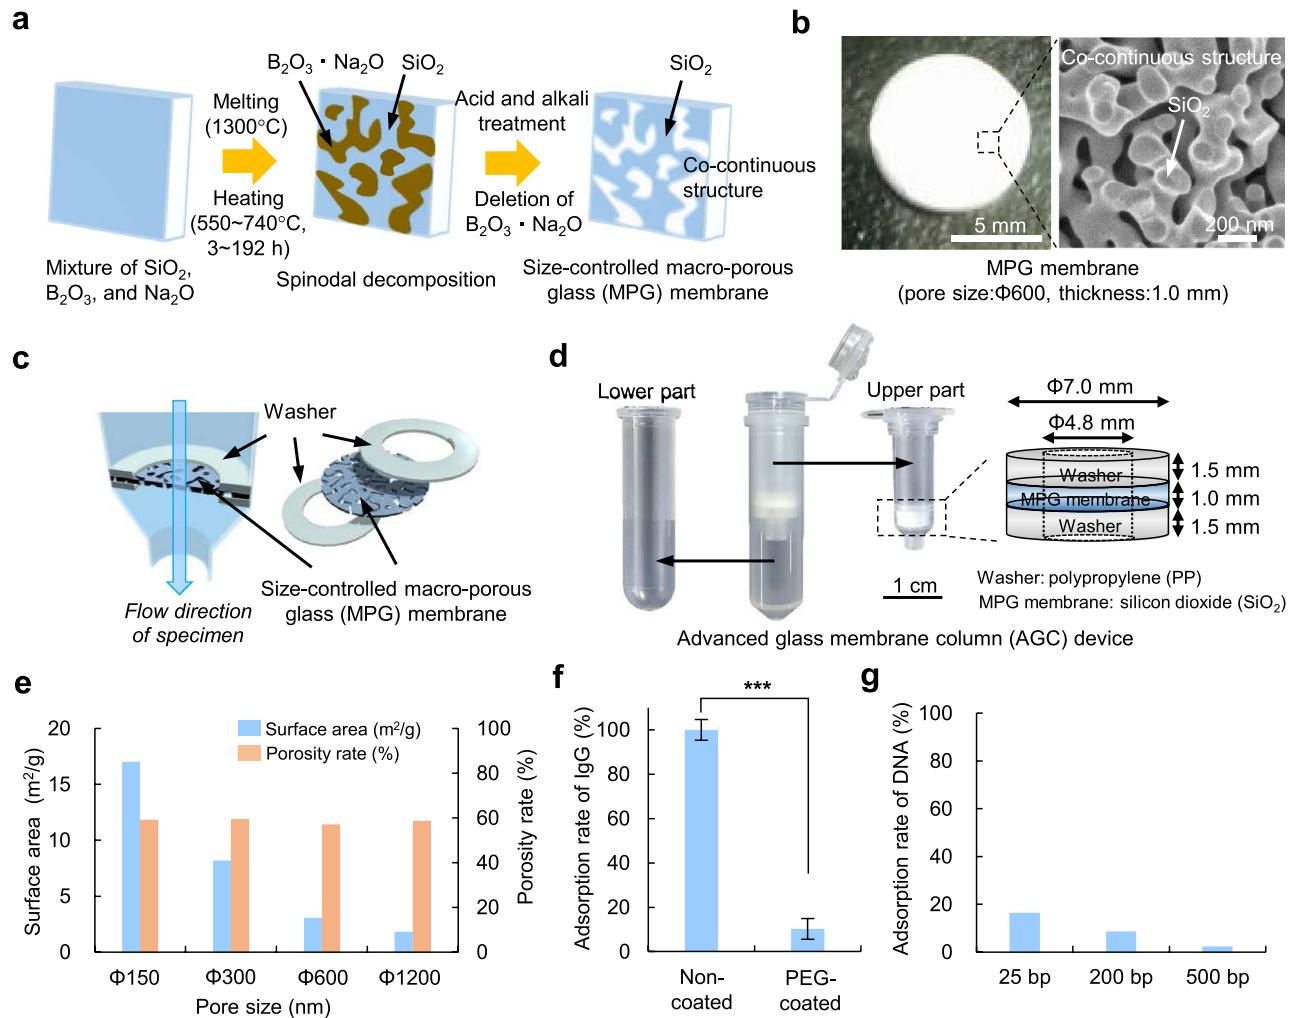 a
B₂O₃・Na₂O
SiO₂
Melting
(1300°C)
Heating
(550~740°C,
3~192 h)
Acid and alkali
treatment
Deletion of
B₂O₃・Na₂O
SiO₂
Co-continuous
structure
Mixture of SiO₂,
B₂O₃, and Na₂O
Spinodal decomposition
Size-controlled macro-porous
glass (MPG) membrane
b
5 mm
Co-continuous structure
SiO₂
200 nm
MPG membrane
(pore size:Φ600, thickness:1.0 mm)
c
Washer
Flow direction
of specimen
Size-controlled macro-porous
glass (MPG) membrane
d
Lower part
Upper part
1 cm
Φ7.0 mm
Φ4.8 mm
Washer
MPG membrane
Washer
1.5 mm
1.0 mm
1.5 mm
Washer: polypropylene (PP)
MPG membrane: silicon dioxide (SiO₂)
Advanced glass membrane column (AGC) device
e
Surface area (m²/g)
Porosity rate (%)
Surface area (m²/g)
20
15
10
5
0
Porosity rate (%)
100
80
60
40
20
0
Φ150
Φ300
Φ600
Φ1200
Pore size (nm)
f
***
Adsorption rate of IgG (%)
100
80
60
40
20
0
Non-
coated
PEG-
coated
g
Adsorption rate of DNA (%)
100
80
60
40
20
0
25 bp
200 bp
500 bp